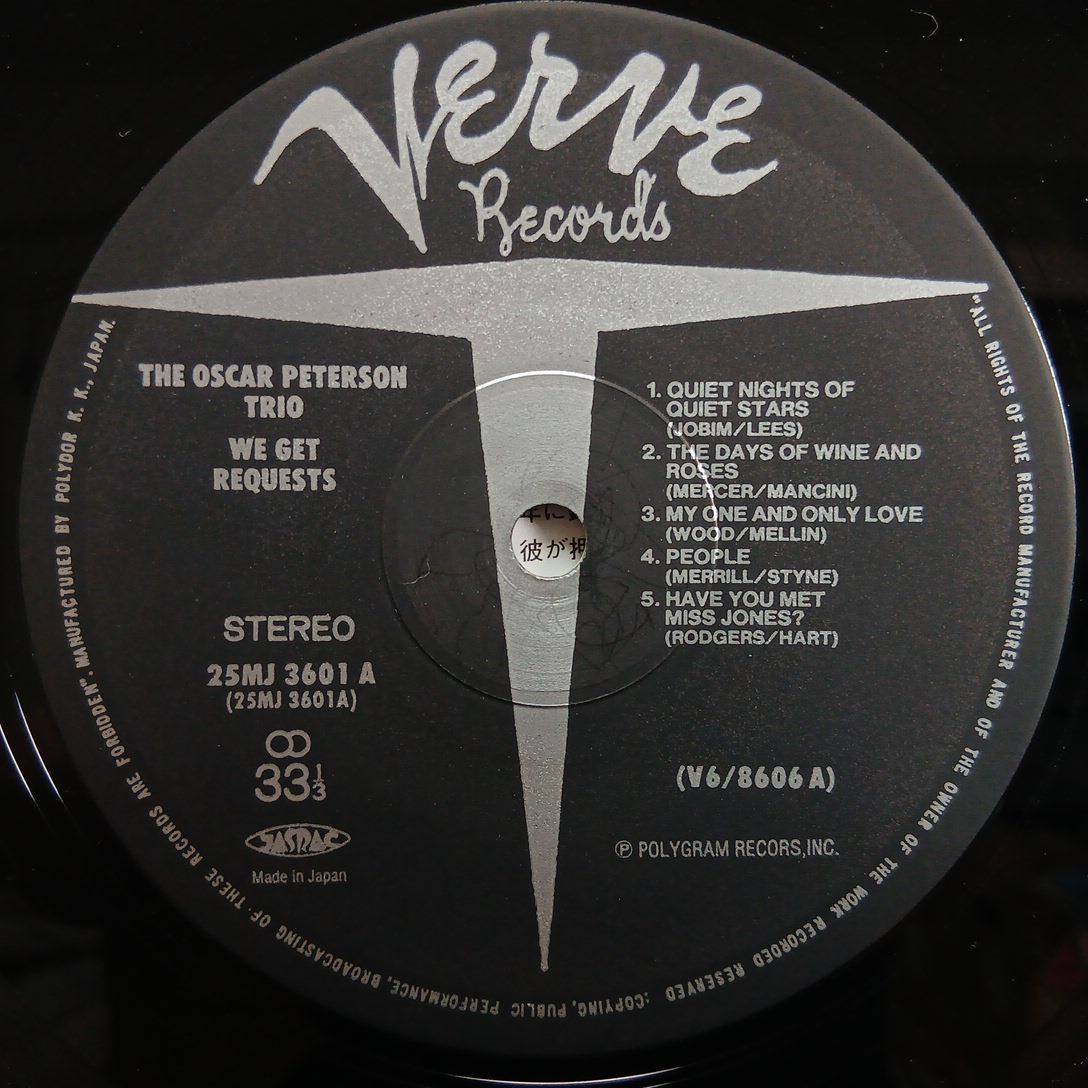 Verve
Records
THE OSCAR PETERSON
TRIO
WE GET
REQUESTS
STEREO
25MJ 3601 A
(25MJ 3601A)
33 1/3
JASRAC
Made in Japan
1. QUIET NIGHTS OF
QUIET STARS
(JOBIM/LEES)
2. THE DAYS OF WINE AND
ROSES
(MERCER/MANCINI)
3. MY ONE AND ONLY LOVE
(WOOD/MELLIN)
4. PEOPLE
(MERRILL/STYNE)
5. HAVE YOU MET
MISS JONES?
(RODGERS/HART)
(V6/8606 A)
Ⓟ POLYGRAM RECORS,INC.
彼が
"ALL RIGHTS OF THE RECORD MANUFACTURER AND OF THE OWNER OF THE WORK RECORDED RESERVED :COPYING, PUBLIC PERFORMANCE, BROADCASTING OF THESE RECORDS ARE FORBIDDEN". MANUFACTURED BY POLYDOR K. K., JAPAN.